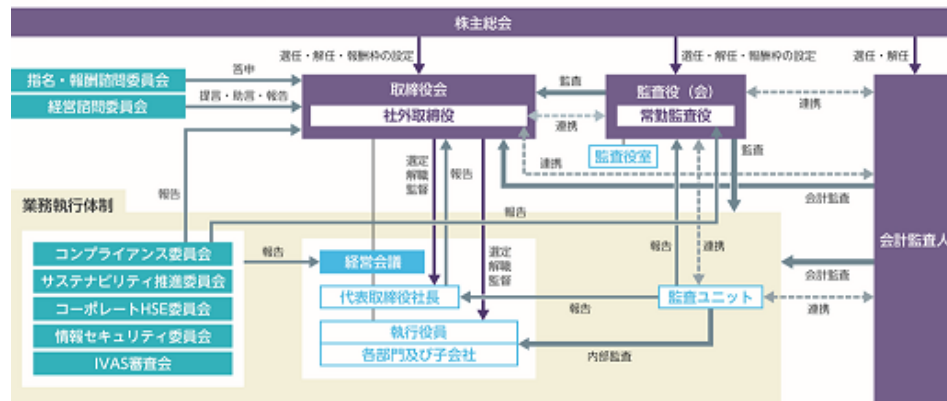 株主総会
選任・解任・報酬枠の設定
選任・解任・報酬枠の設定
選任・解任
指名・報酬諮問委員会
答申
経営諮問委員会
提言・助言・報告
取締役会
社外取締役
監査
連携
監査役（会）
常勤監査役
連携
監査役室
監査
選定
解職
監督
報告
連携
会計監査
報告
業務執行体制
報告
会計監査人
コンプライアンス委員会
サステナビリティ推進委員会
コーポレートHSE委員会
情報セキュリティ委員会
IVAS審査会
報告
経営会議
選定
解職
監督
報告
連携
会計監査
代表取締役社長
報告
監査ユニット
連携
執行役員
各部門及び子会社
内部監査